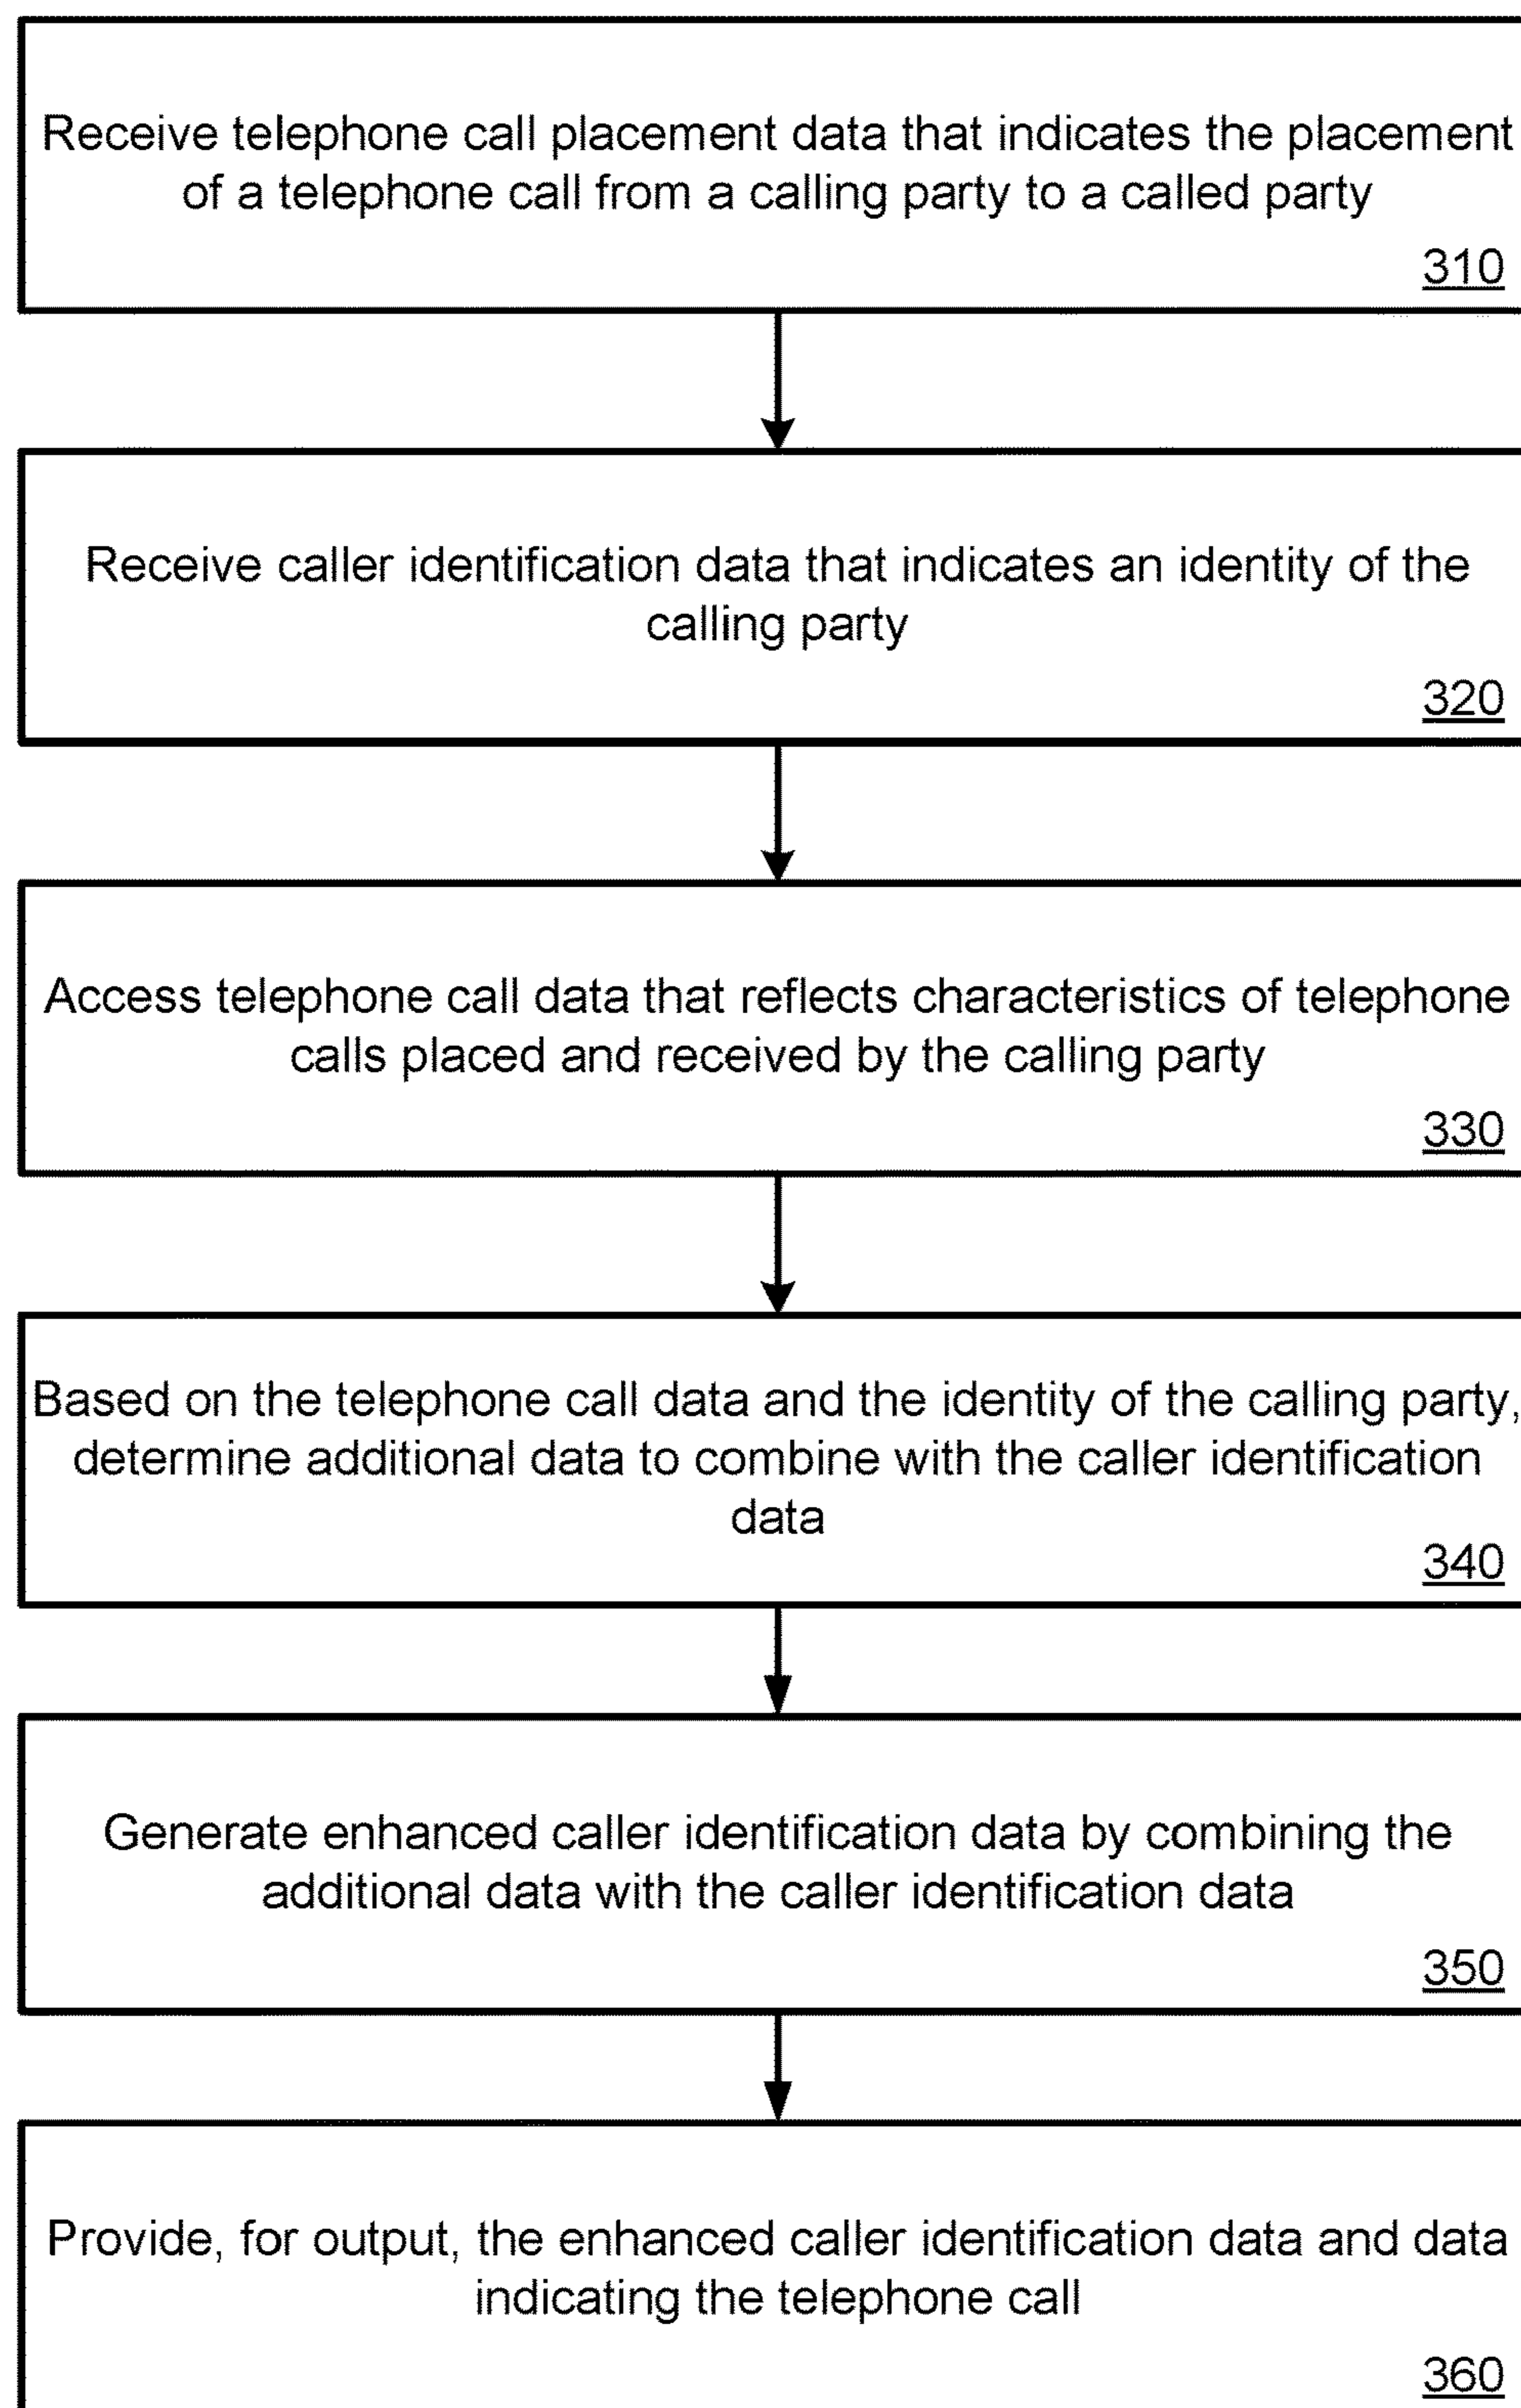 Receive telephone call placement data that indicates the placement
of a telephone call from a calling party to a called party
310
Receive caller identification data that indicates an identity of the
calling party
320
Access telephone call data that reflects characteristics of telephone
calls placed and received by the calling party
330
Based on the telephone call data and the identity of the calling party,
determine additional data to combine with the caller identification
data
340
Generate enhanced caller identification data by combining the
additional data with the caller identification data
350
Provide, for output, the enhanced caller identification data and data
indicating the telephone call
360